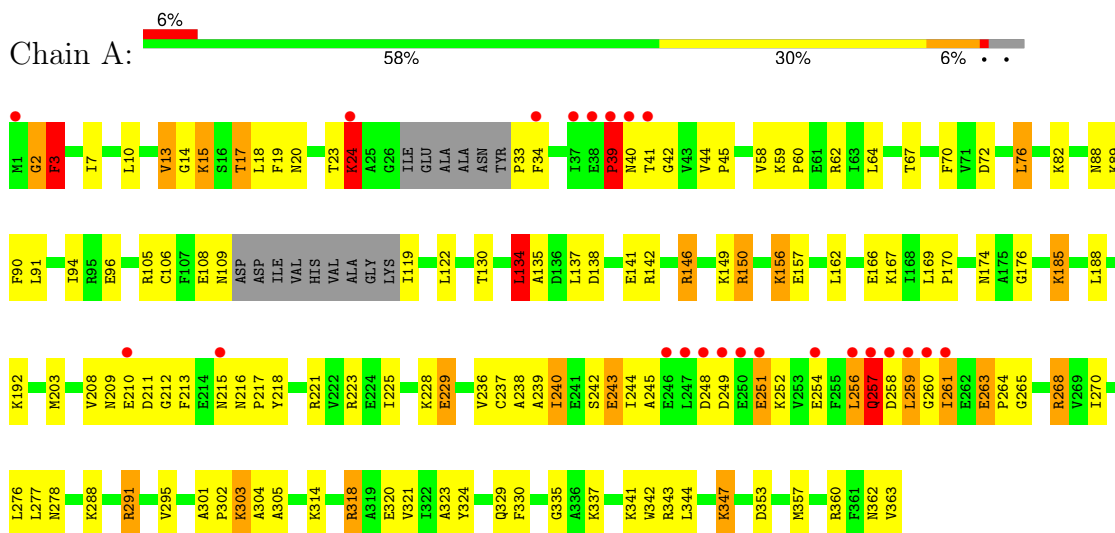 6%
Chain A:
58% 30% 6% • •
M1 G2 F3 I7 L10 V13 G14 K15 S16 T17 L18 F19 N20 T23 K24 A25 G26 ILE GLU ALA ALA ASN TYR P33 F34 I37 E38 P39 N40 T41 G42 V43 V44 P45 V58 K59 P60 E61 R62 I63 L64 T67 F70 V71 D72 L76 K82 N88 K89
F90 L91 I94 R95 E96 R105 C106 F107 E108 N109 ASP ASP ILE VAL HIS VAL ALA GLY LYS I119 L122 T130 L134 A135 D136 L137 D138 E141 R142 R146 K149 R150 K156 E157 L162 E166 K167 I168 L169 P170 N174 A175 G176 K185 L188
K192 M203 V208 N209 E210 D211 G212 F213 E214 N215 N216 P217 Y218 R221 V222 R223 E224 I225 K228 E229 V236 C237 A238 A239 I240 E241 S242 E243 I244 A245 E246 L247 D248 D249 E250 E251 K252 V253 E254 F255 L256 Q257 D258 L259 G260 I261 E262 E263 P264 G265 R268 V269 I270
L276 L277 N278 K288 R291 V295 A301 P302 K303 A304 A305 K314 R318 A319 E320 V321 I322 A323 Y324 Q329 F330 G335 A336 K337 K341 W342 R343 L344 K347 D353 M357 R360 F361 N362 V363